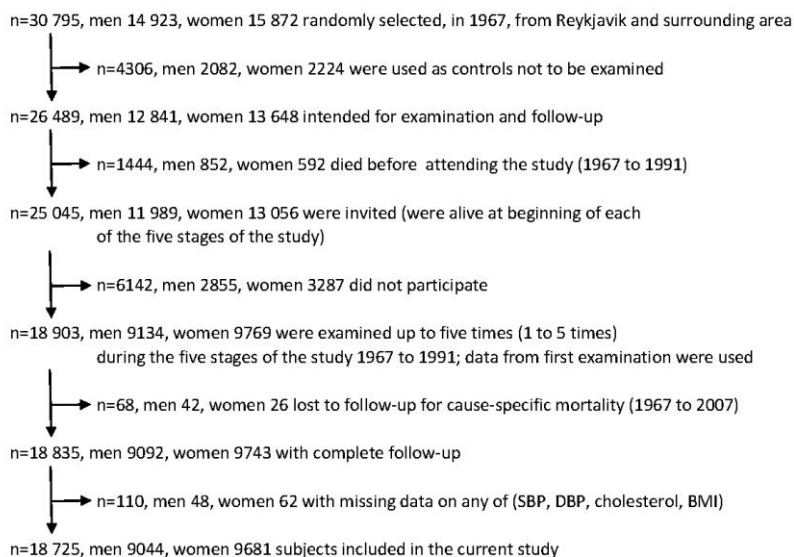 n=30 795, men 14 923, women 15 872 randomly selected, in 1967, from Reykjavik and surrounding area
n=4306, men 2082, women 2224 were used as controls not to be examined
n=26 489, men 12 841, women 13 648 intended for examination and follow-up
n=1444, men 852, women 592 died before attending the study (1967 to 1991)
n=25 045, men 11 989, women 13 056 were invited (were alive at beginning of each
of the five stages of the study)
n=6142, men 2855, women 3287 did not participate
n=18 903, men 9134, women 9769 were examined up to five times (1 to 5 times)
during the five stages of the study 1967 to 1991; data from first examination were used
n=68, men 42, women 26 lost to follow-up for cause-specific mortality (1967 to 2007)
n=18 835, men 9092, women 9743 with complete follow-up
n=110, men 48, women 62 with missing data on any of (SBP, DBP, cholesterol, BMI)
n=18 725, men 9044, women 9681 subjects included in the current study